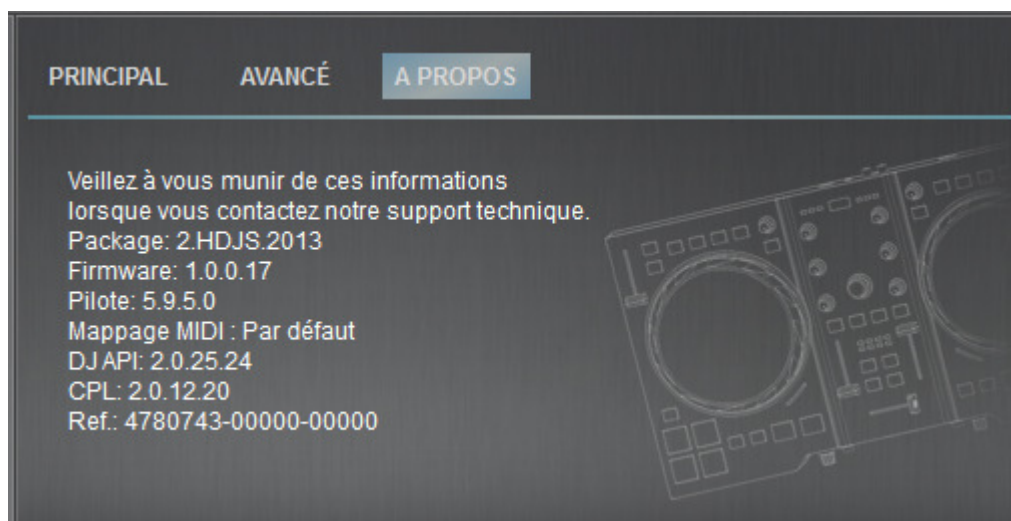 PRINCIPAL AVANCÉ A PROPOS
Veillez à vous munir de ces informations
lorsque vous contactez notre support technique.
Package: 2.HDJS.2013
Firmware: 1.0.0.17
Pilote: 5.9.5.0
Mappage MIDI : Par défaut
DJ API: 2.0.25.24
CPL: 2.0.12.20
Ref.: 4780743-00000-00000